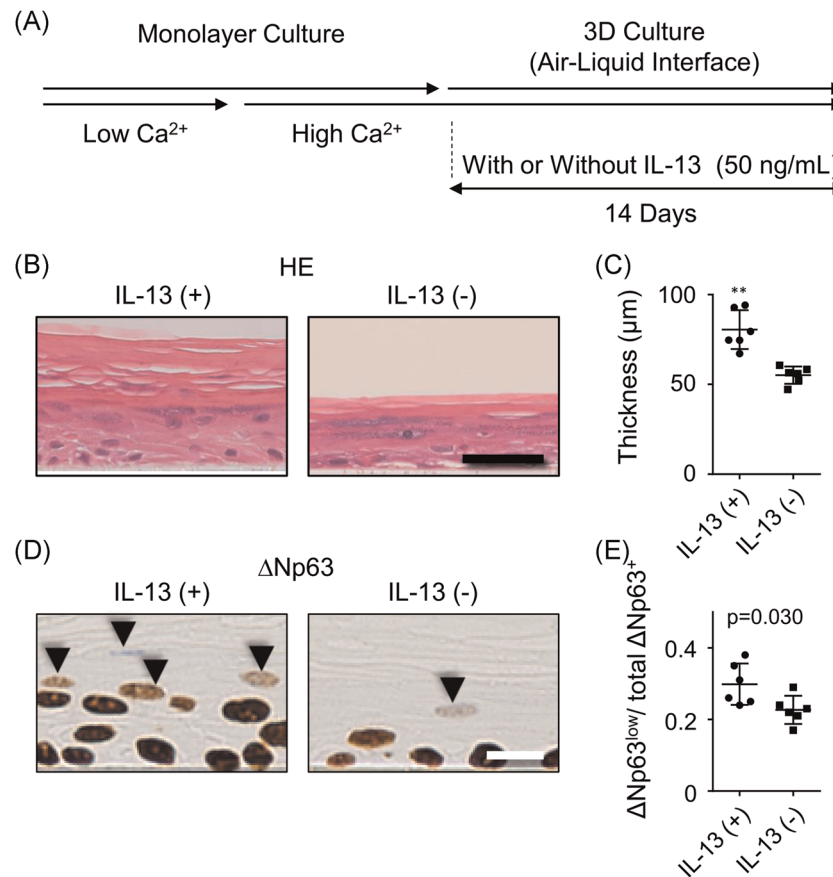 (A)
Monolayer Culture
3D Culture
(Air-Liquid Interface)
Low Ca²⁺
High Ca²⁺
With or Without IL-13 (50 ng/mL)
14 Days
(B)
HE
IL-13 (+)
IL-13 (-)
(C)
Thickness (μm)
100
50
0
**
IL-13 (+)
IL-13 (-)
(D)
ΔNp63
IL-13 (+)
IL-13 (-)
(E)
ΔNp63ˡᵒʷ/ total ΔNp63⁺
p=0.030
0.4
0.2
0
IL-13 (+)
IL-13 (-)